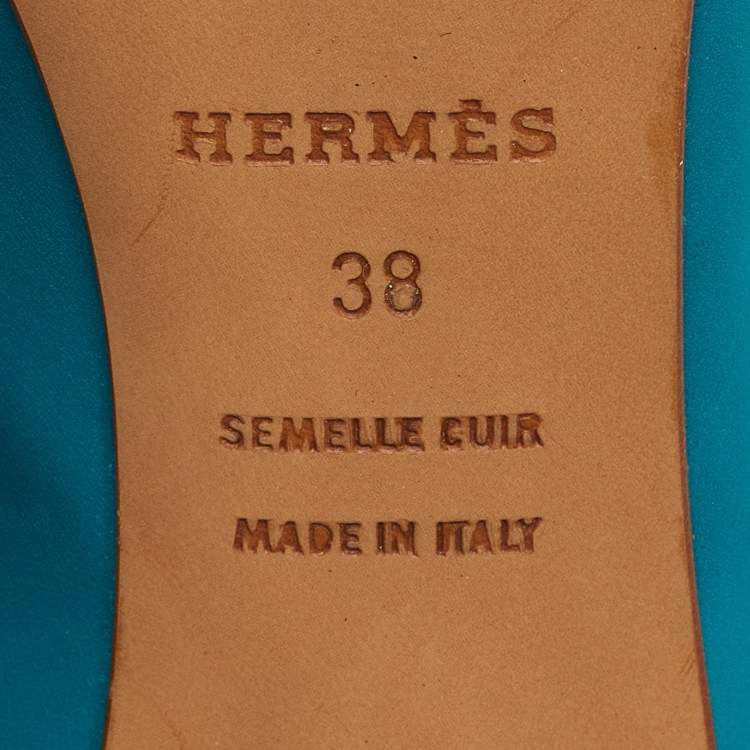 HERMÈS
38
SEMELLE CUIR
MADE IN ITALY